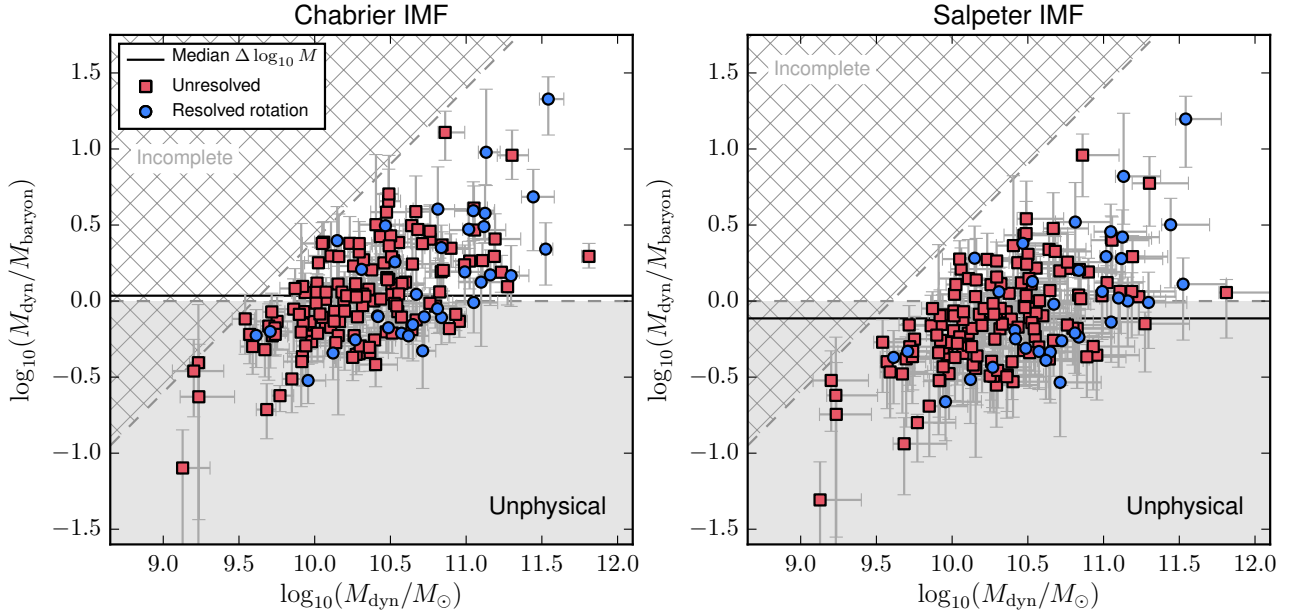 Chabrier IMF
Salpeter IMF
Median Δ log₁₀ M
Unresolved
Resolved rotation
Incomplete
Incomplete
Unphysical
Unphysical
1.5
1.0
0.5
0.0
−0.5
−1.0
−1.5
log₁₀(M_dyn/M_baryon)
9.0 9.5 10.0 10.5 11.0 11.5 12.0
log₁₀(M_dyn/M_⊙)
1.5
1.0
0.5
0.0
−0.5
−1.0
−1.5
log₁₀(M_dyn/M_baryon)
9.0 9.5 10.0 10.5 11.0 11.5 12.0
log₁₀(M_dyn/M_⊙)